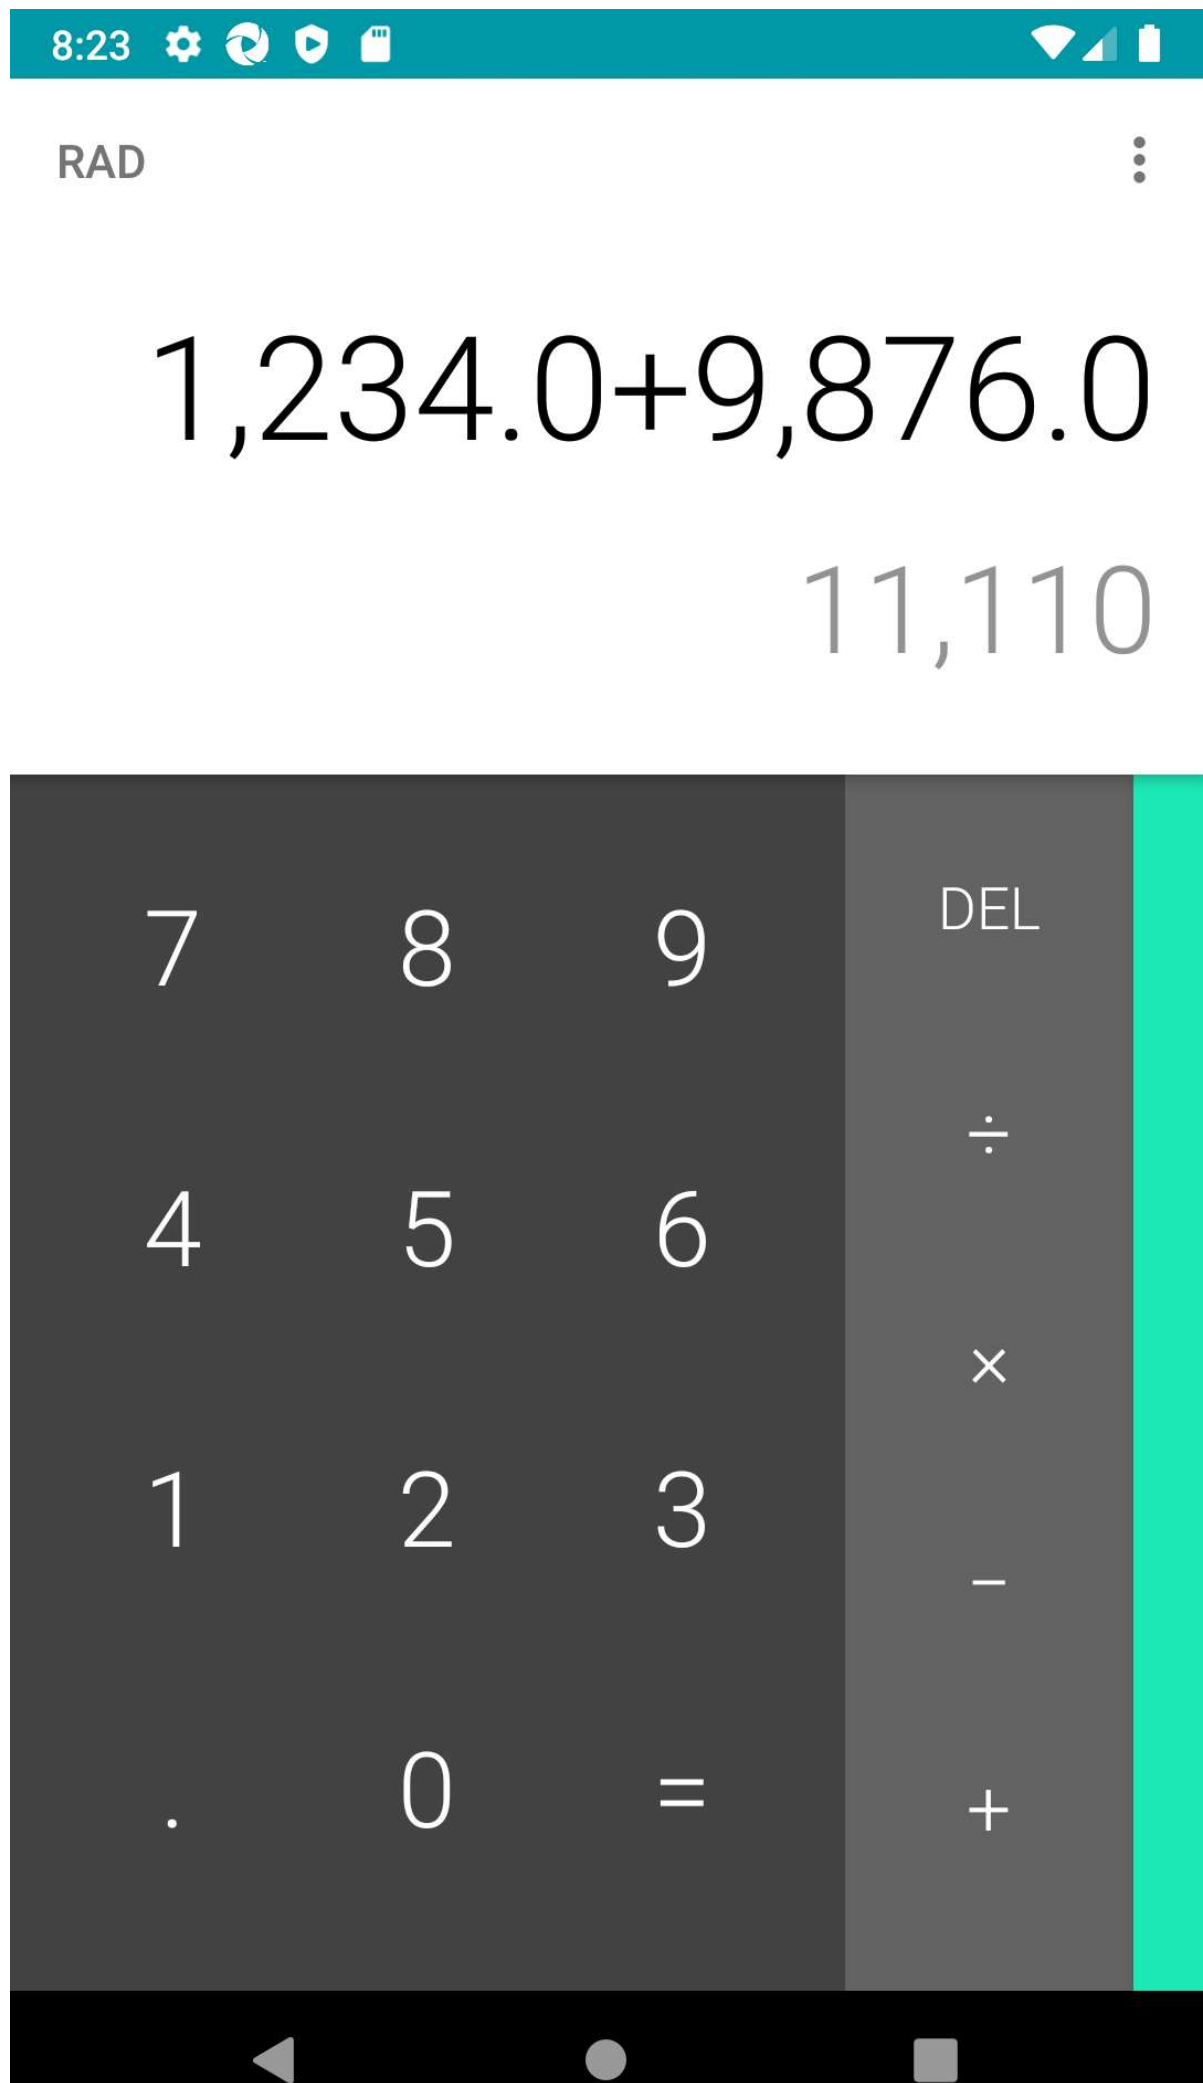 8:23
RAD
1,234.0+9,876.0
11,110
7 8 9 DEL
÷
4 5 6
×
1 2 3
−
. 0 =
+